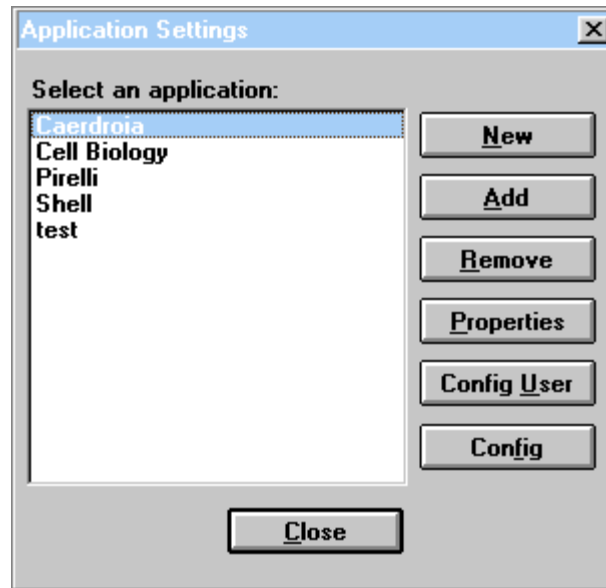 Application Settings
Select an application:
Caerdroia
Cell Biology
Pirelli
Shell
test
New
Add
Remove
Properties
Config User
Config
Close